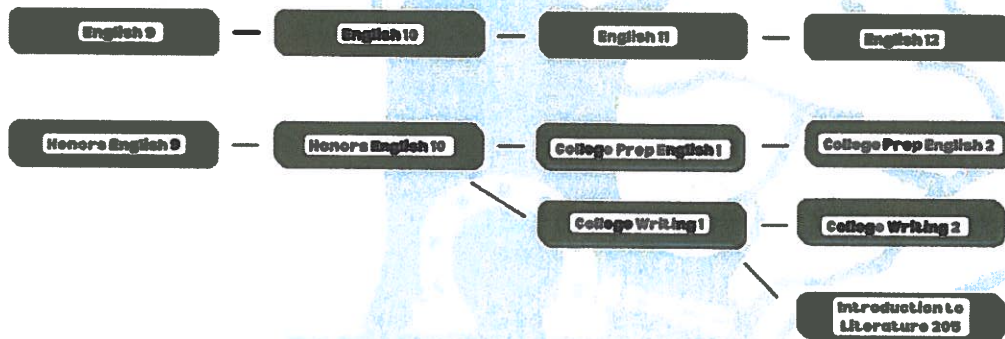 English 9
English 10
English 11
English 12
Honors English 9
Honors English 10
College Prep English 1
College Prep English 2
College Writing 1
College Writing 2
Introduction to
Literature 205